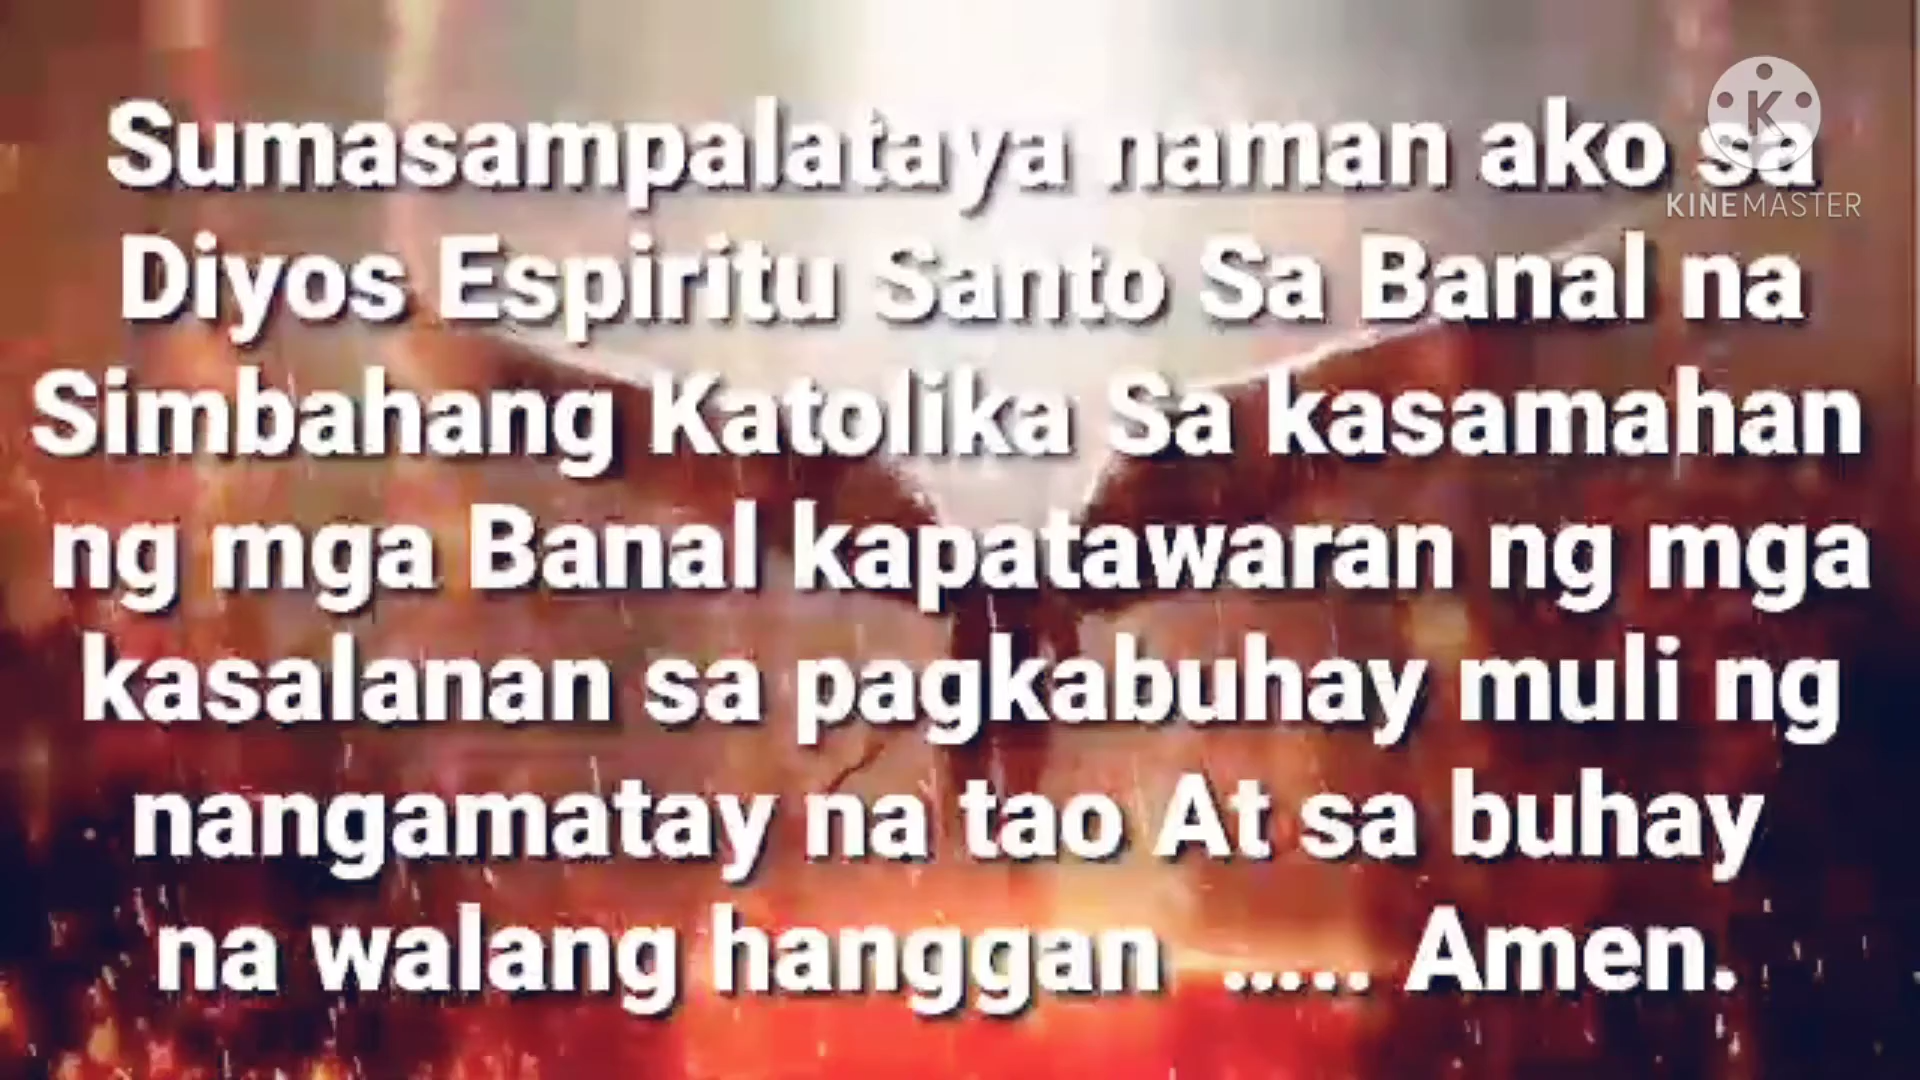 Sumasampalataya naman ako sa
Diyos Espiritu Santo Sa Banal na
Simbahang Katolika Sa kasamahan
ng mga Banal kapatawaran ng mga
kasalanan sa pagkabuhay muli ng
nangamatay na tao At sa buhay
na walang hanggan ..... Amen.
K
KINEMASTER